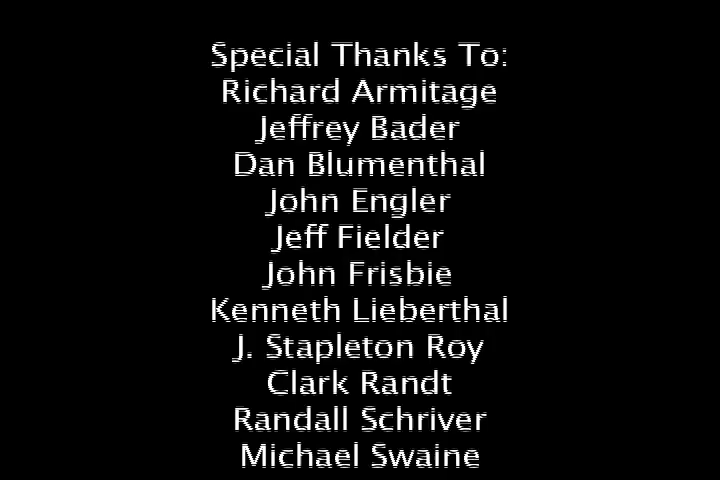 Special Thanks To:
Richard Armitage
Jeffrey Bader
Dan Blumenthal
John Engler
Jeff Fielder
John Frisbie
Kenneth Lieberthal
J. Stapleton Roy
Clark Randt
Randall Schriver
Michael Swaine